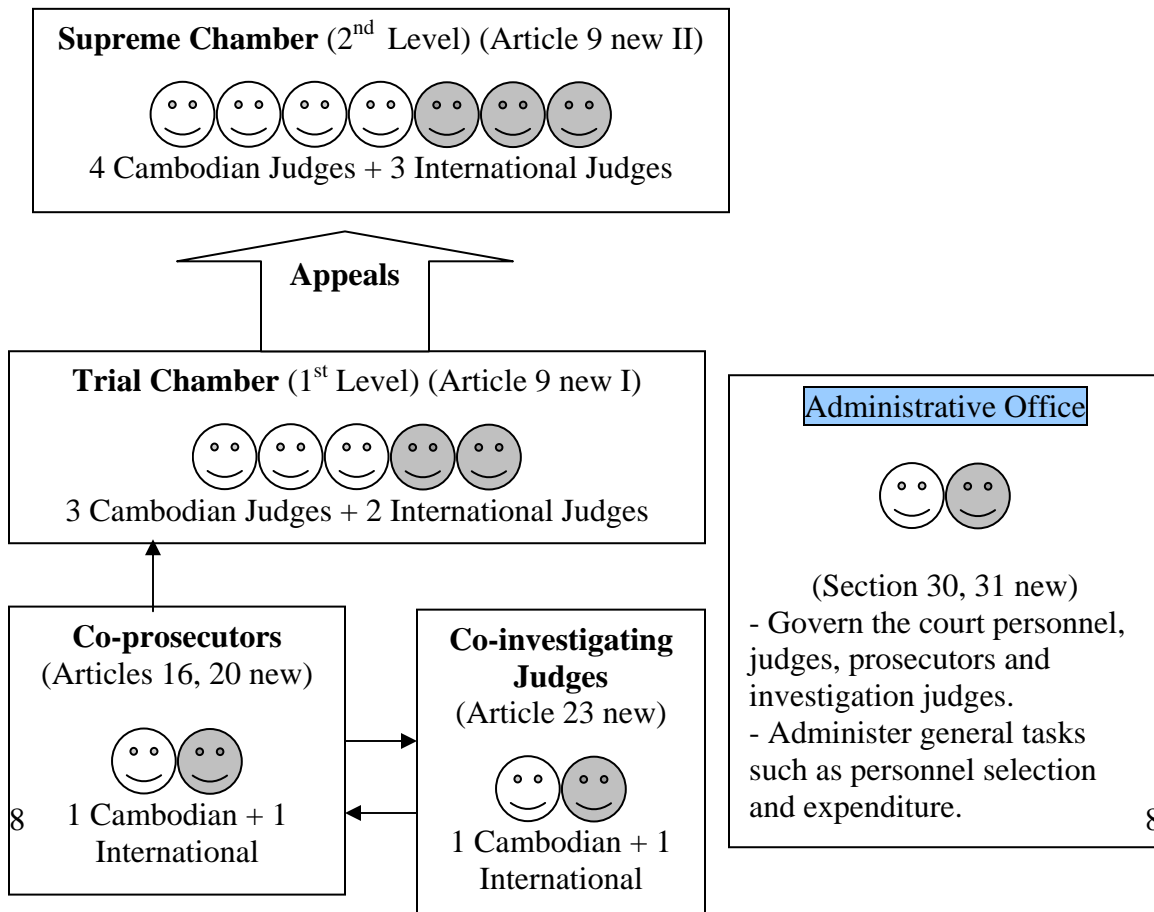 Supreme Chamber (2nd Level) (Article 9 new II)
4 Cambodian Judges + 3 International Judges
Appeals
Trial Chamber (1st Level) (Article 9 new I)
3 Cambodian Judges + 2 International Judges
Co-prosecutors
(Articles 16, 20 new)
1 Cambodian + 1
International
8
Co-investigating
Judges
(Article 23 new)
1 Cambodian + 1
International
Administrative Office
(Section 30, 31 new)
- Govern the court personnel,
judges, prosecutors and
investigation judges.
- Administer general tasks
such as personnel selection
and expenditure.
8